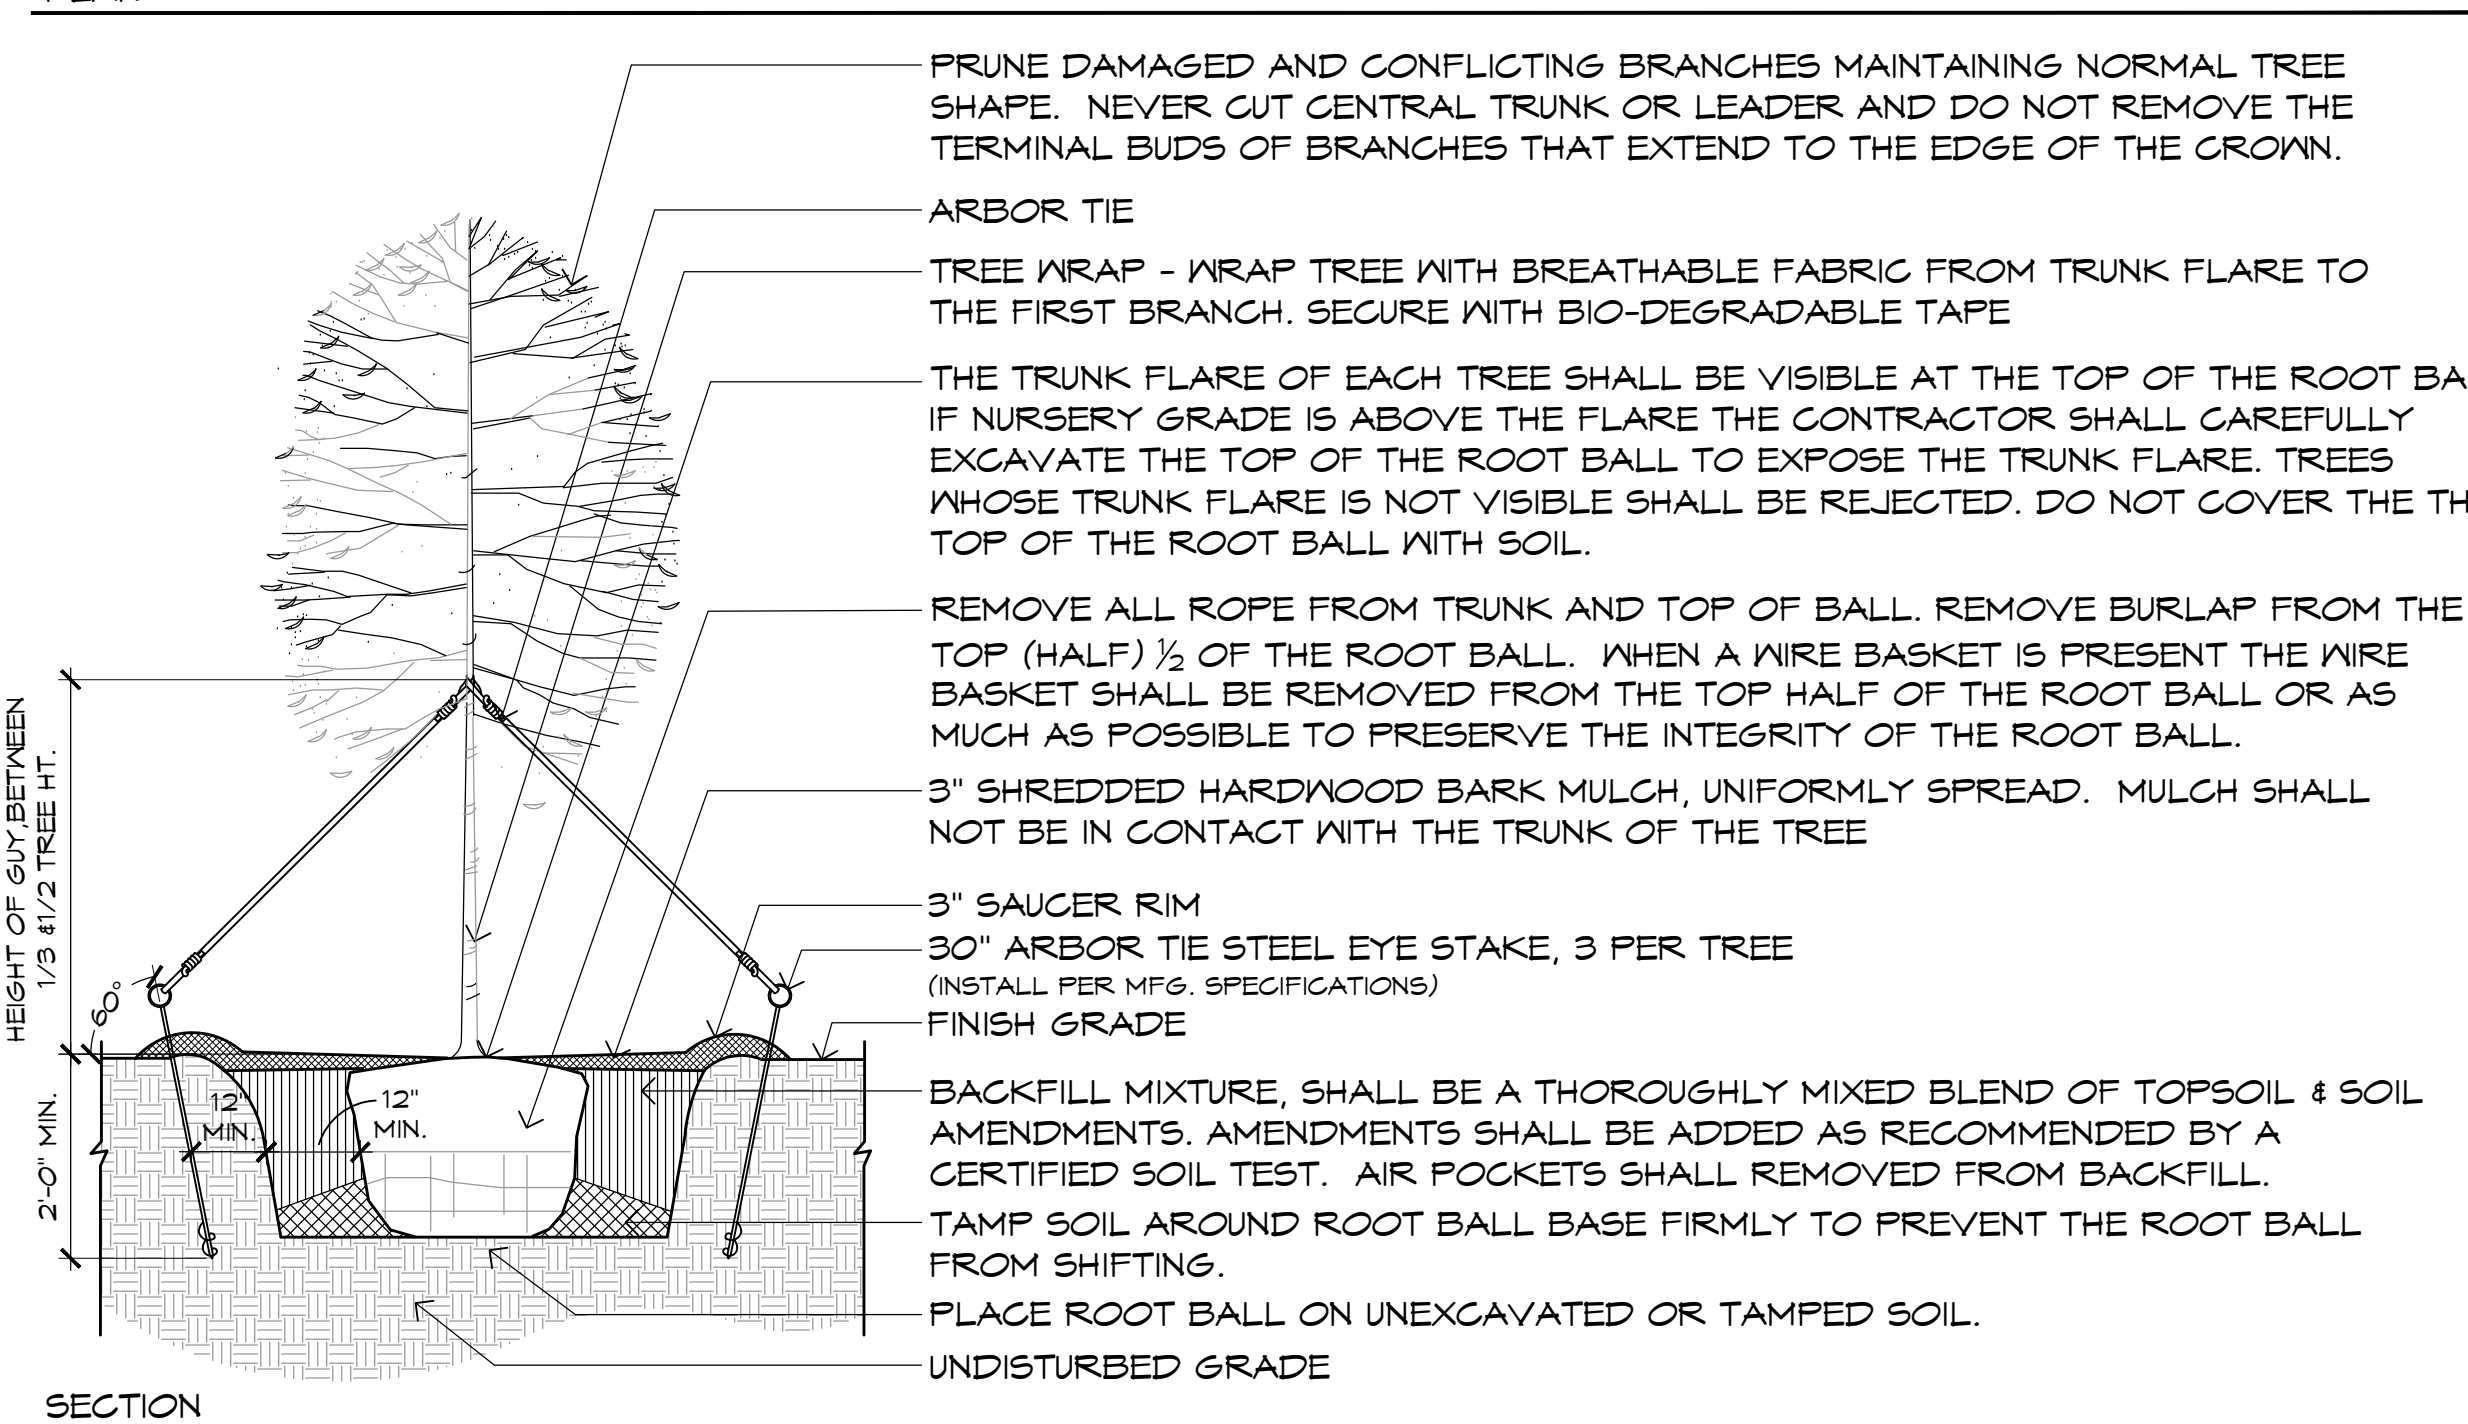 PRUNE DAMAGED AND CONFLICTING BRANCHES MAINTAINING NORMAL TREE
SHAPE. NEVER CUT CENTRAL TRUNK OR LEADER AND DO NOT REMOVE THE
TERMINAL BUDS OF BRANCHES THAT EXTEND TO THE EDGE OF THE CROWN.
ARBOR TIE
TREE WRAP - WRAP TREE WITH BREATHABLE FABRIC FROM TRUNK FLARE TO
THE FIRST BRANCH. SECURE WITH BIO-DEGRADABLE TAPE
THE TRUNK FLARE OF EACH TREE SHALL BE VISIBLE AT THE TOP OF THE ROOT BA
IF NURSERY GRADE IS ABOVE THE FLARE THE CONTRACTOR SHALL CAREFULLY
EXCAVATE THE TOP OF THE ROOT BALL TO EXPOSE THE TRUNK FLARE. TREES
WHOSE TRUNK FLARE IS NOT VISIBLE SHALL BE REJECTED. DO NOT COVER THE TH
TOP OF THE ROOT BALL WITH SOIL.
REMOVE ALL ROPE FROM TRUNK AND TOP OF BALL. REMOVE BURLAP FROM THE
TOP (HALF) ½ OF THE ROOT BALL. WHEN A WIRE BASKET IS PRESENT THE WIRE
BASKET SHALL BE REMOVED FROM THE TOP HALF OF THE ROOT BALL OR AS
MUCH AS POSSIBLE TO PRESERVE THE INTEGRITY OF THE ROOT BALL.
3" SHREDDED HARDWOOD BARK MULCH, UNIFORMLY SPREAD. MULCH SHALL
NOT BE IN CONTACT WITH THE TRUNK OF THE TREE
3" SAUCER RIM
30" ARBOR TIE STEEL EYE STAKE, 3 PER TREE
(INSTALL PER MFG. SPECIFICATIONS)
FINISH GRADE
BACKFILL MIXTURE, SHALL BE A THOROUGHLY MIXED BLEND OF TOPSOIL & SOIL
AMENDMENTS. AMENDMENTS SHALL BE ADDED AS RECOMMENDED BY A
CERTIFIED SOIL TEST. AIR POCKETS SHALL REMOVED FROM BACKFILL.
TAMP SOIL AROUND ROOT BALL BASE FIRMLY TO PREVENT THE ROOT BALL
FROM SHIFTING.
PLACE ROOT BALL ON UNEXCAVATED OR TAMPED SOIL.
UNDISTURBED GRADE
HEIGHT OF GUY,BETWEEN
1/3 &1/2 TREE HT.
60°
2'-0" MIN.
12"
MIN.
12"
MIN.
SECTION